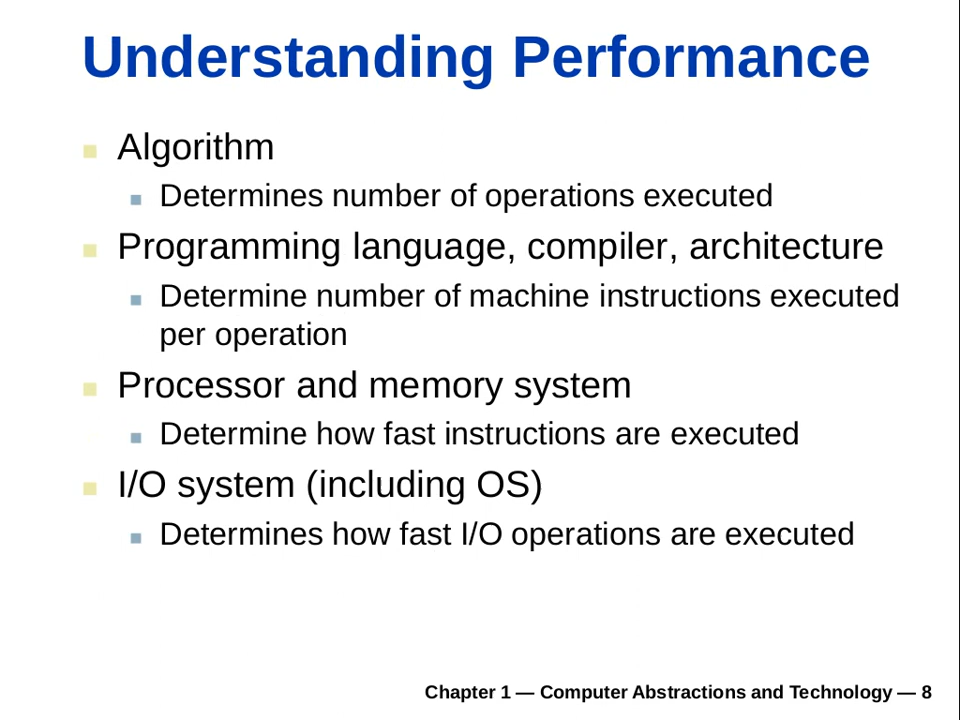 Understanding Performance
Algorithm
Determines number of operations executed
Programming language, compiler, architecture
Determine number of machine instructions executed
per operation
Processor and memory system
Determine how fast instructions are executed
I/O system (including OS)
Determines how fast I/O operations are executed
Chapter 1 — Computer Abstractions and Technology — 8